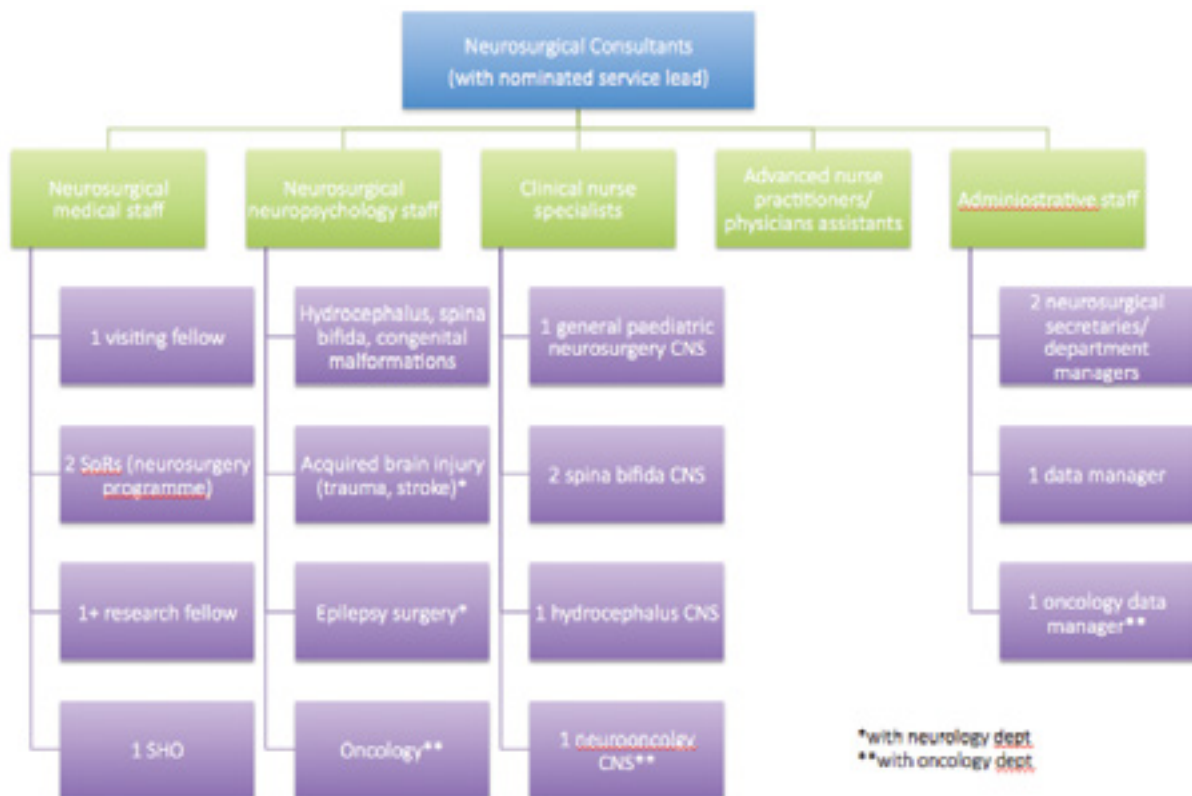 Neurosurgical Consultants
(with nominated service lead)
Neurosurgical
medical staff
Neurosurgical
neuropsychology staff
Clinical nurse
specialists
Advanced nurse
practitioners/
physicians assistants
Adminiostrative staff
1 visiting fellow
2 SpRs (neurosurgery
programme)
1+ research fellow
1 SHO
Hydrocephalus, spina
bifida, congenital
malformations
Acquired brain injury
(trauma, stroke)*
Epilepsy surgery*
Oncology**
1 general paediatric
neurosurgery CNS
2 spina bifida CNS
1 hydrocephalus CNS
1 neurooncolgy
CNS**
2 neurosurgical
secretaries/
department
managers
1 data manager
1 oncology data
manager**
*with neurology dept
**with oncology dept